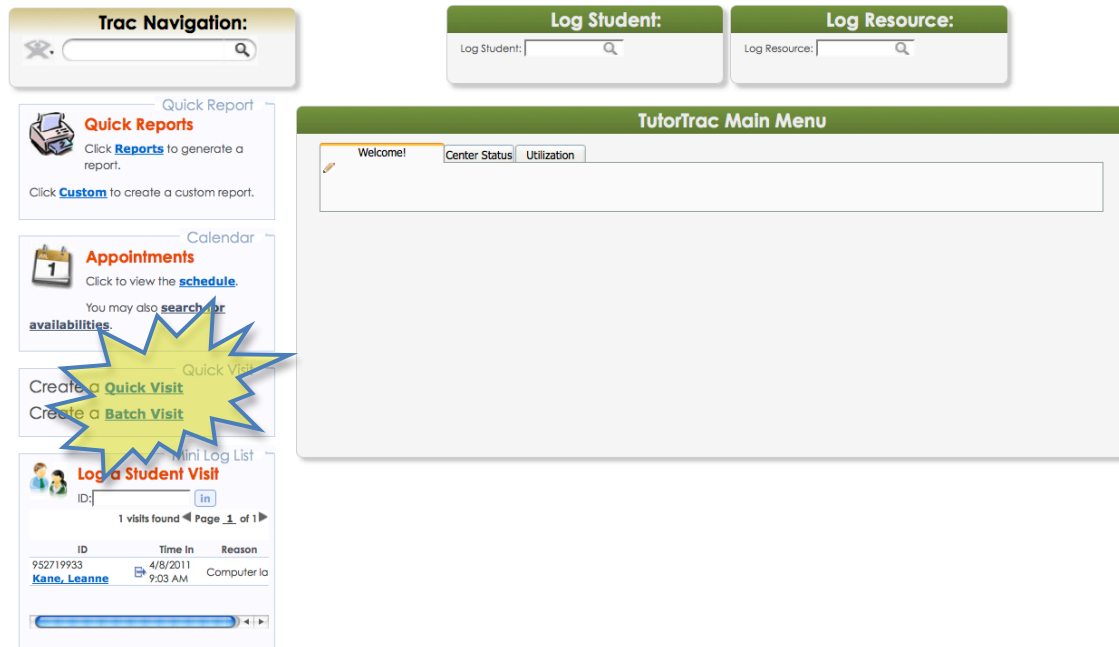 Trac Navigation:
Log Student:
Log Student:
Log Resource:
Log Resource:
Quick Report
Quick Reports
Click Reports to generate a
report.
Click Custom to create a custom report.
Calendar
1
Appointments
Click to view the schedule.
You may also search for
availabilities.
Quick Visit
Create a Quick Visit
Create a Batch Visit
Mini Log List
Log a Student Visit
ID: in
1 visits found Page 1 of 1
ID Time In Reason
952719933 4/8/2011
Kane, Leanne 9:03 AM Computer la
TutorTrac Main Menu
Welcome! Center Status Utilization